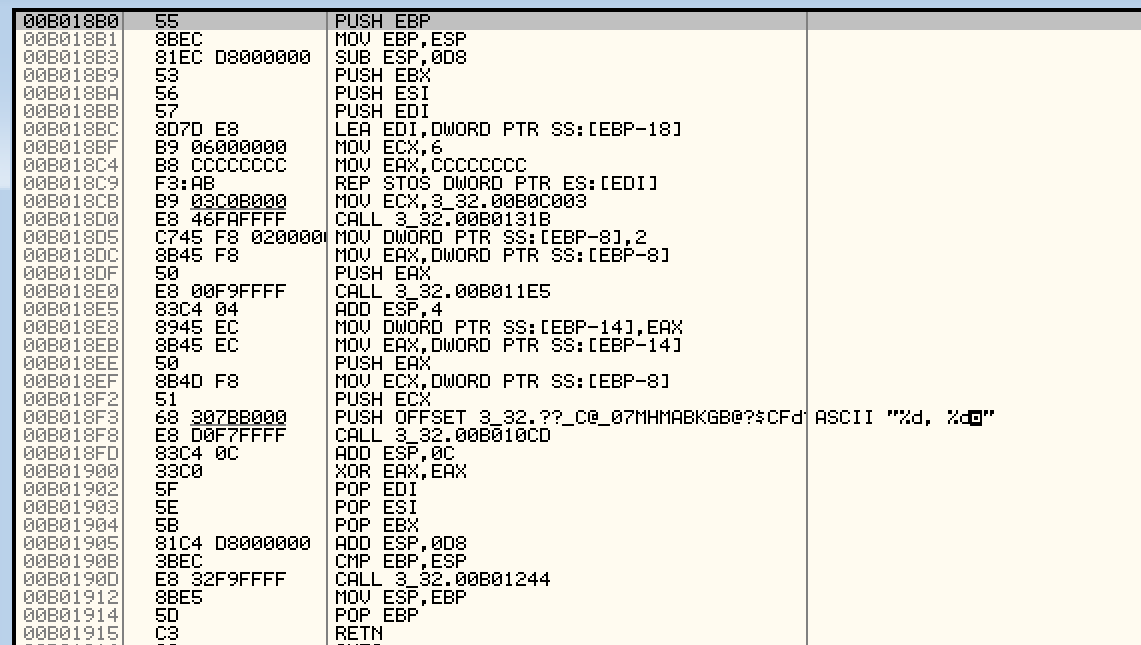 00B018B0 55 PUSH EBP
00B018B1 8BEC MOV EBP,ESP
00B018B3 81EC D8000000 SUB ESP,0D8
00B018B9 53 PUSH EBX
00B018BA 56 PUSH ESI
00B018BB 57 PUSH EDI
00B018BC 8D7D E8 LEA EDI,DWORD PTR SS:[EBP-18]
00B018BF B9 06000000 MOV ECX,6
00B018C4 B8 CCCCCCCC MOV EAX,CCCCCCCC
00B018C9 F3:AB REP STOS DWORD PTR ES:[EDI]
00B018CB B9 03C0B000 MOV ECX,3_32.00B0C003
00B018D0 E8 46FAFFFF CALL 3_32.00B0131B
00B018D5 C745 F8 0200000 MOV DWORD PTR SS:[EBP-8],2
00B018DC 8B45 F8 MOV EAX,DWORD PTR SS:[EBP-8]
00B018DF 50 PUSH EAX
00B018E0 E8 00F9FFFF CALL 3_32.00B011E5
00B018E5 83C4 04 ADD ESP,4
00B018E8 8945 EC MOV DWORD PTR SS:[EBP-14],EAX
00B018EB 8B45 EC MOV EAX,DWORD PTR SS:[EBP-14]
00B018EE 50 PUSH EAX
00B018EF 8B4D F8 MOV ECX,DWORD PTR SS:[EBP-8]
00B018F2 51 PUSH ECX
00B018F3 68 307BB000 PUSH OFFSET 3_32.??_C@_07MHMABKGB@?$CFd ASCII "%d, %d◙"
00B018F8 E8 D0F7FFFF CALL 3_32.00B010CD
00B018FD 83C4 0C ADD ESP,0C
00B01900 33C0 XOR EAX,EAX
00B01902 5F POP EDI
00B01903 5E POP ESI
00B01904 5B POP EBX
00B01905 81C4 D8000000 ADD ESP,0D8
00B0190B 3BEC CMP EBP,ESP
00B0190D E8 32F9FFFF CALL 3_32.00B01244
00B01912 8BE5 MOV ESP,EBP
00B01914 5D POP EBP
00B01915 C3 RETN